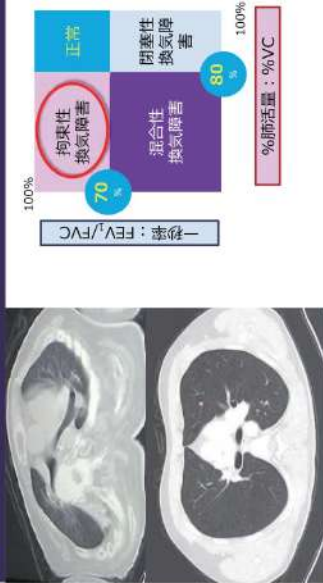 100%
一秒率：FEV₁/FVC
70
%
拘束性
換気障害
正常
混合性
換気障害
閉塞性
換気障
害
80
%
100%
%肺活量：%VC